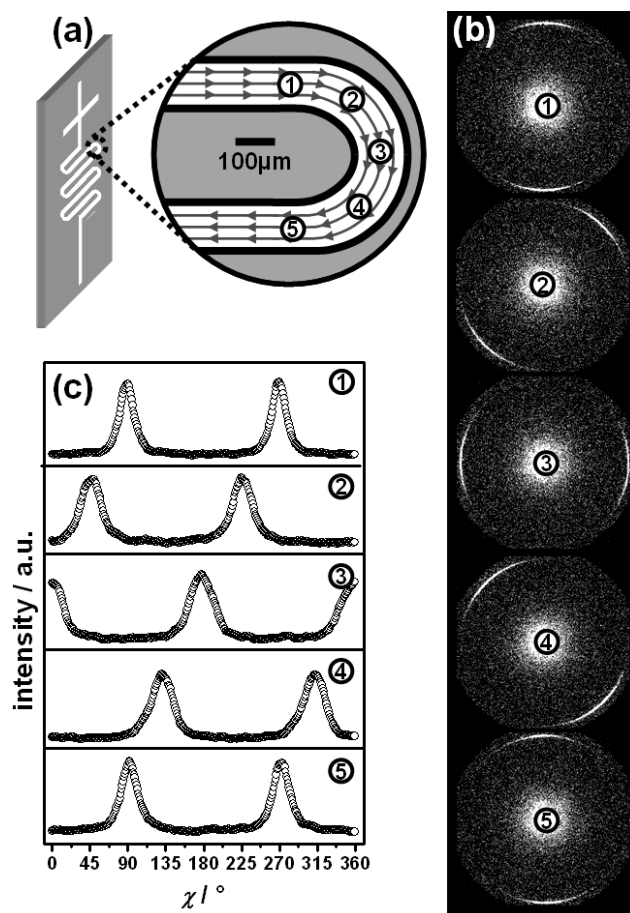 (a)
① ② ③ ④ ⑤
100µm
(b)
①
②
③
④
⑤
(c)
①
②
③
④
⑤
intensity / a.u.
0 45 90 135 180 225 270 315 360
χ / °